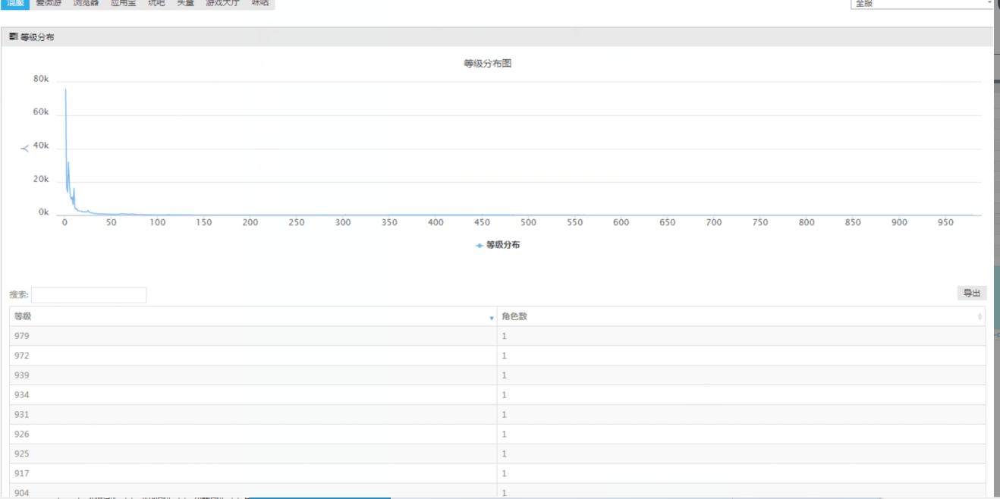 混服 爱微游 浏览器 应用宝 玩吧 头量 游戏大厅 咪咕
全服
等级分布
等级分布图
80k
60k
40k
20k
0k
人
0 50 100 150 200 250 300 350 400 450 500 550 600 650 700 750 800 850 900 950
等级分布
搜索:
导出
等级 角色数
979 1
972 1
939 1
934 1
931 1
926 1
925 1
917 1
904 1